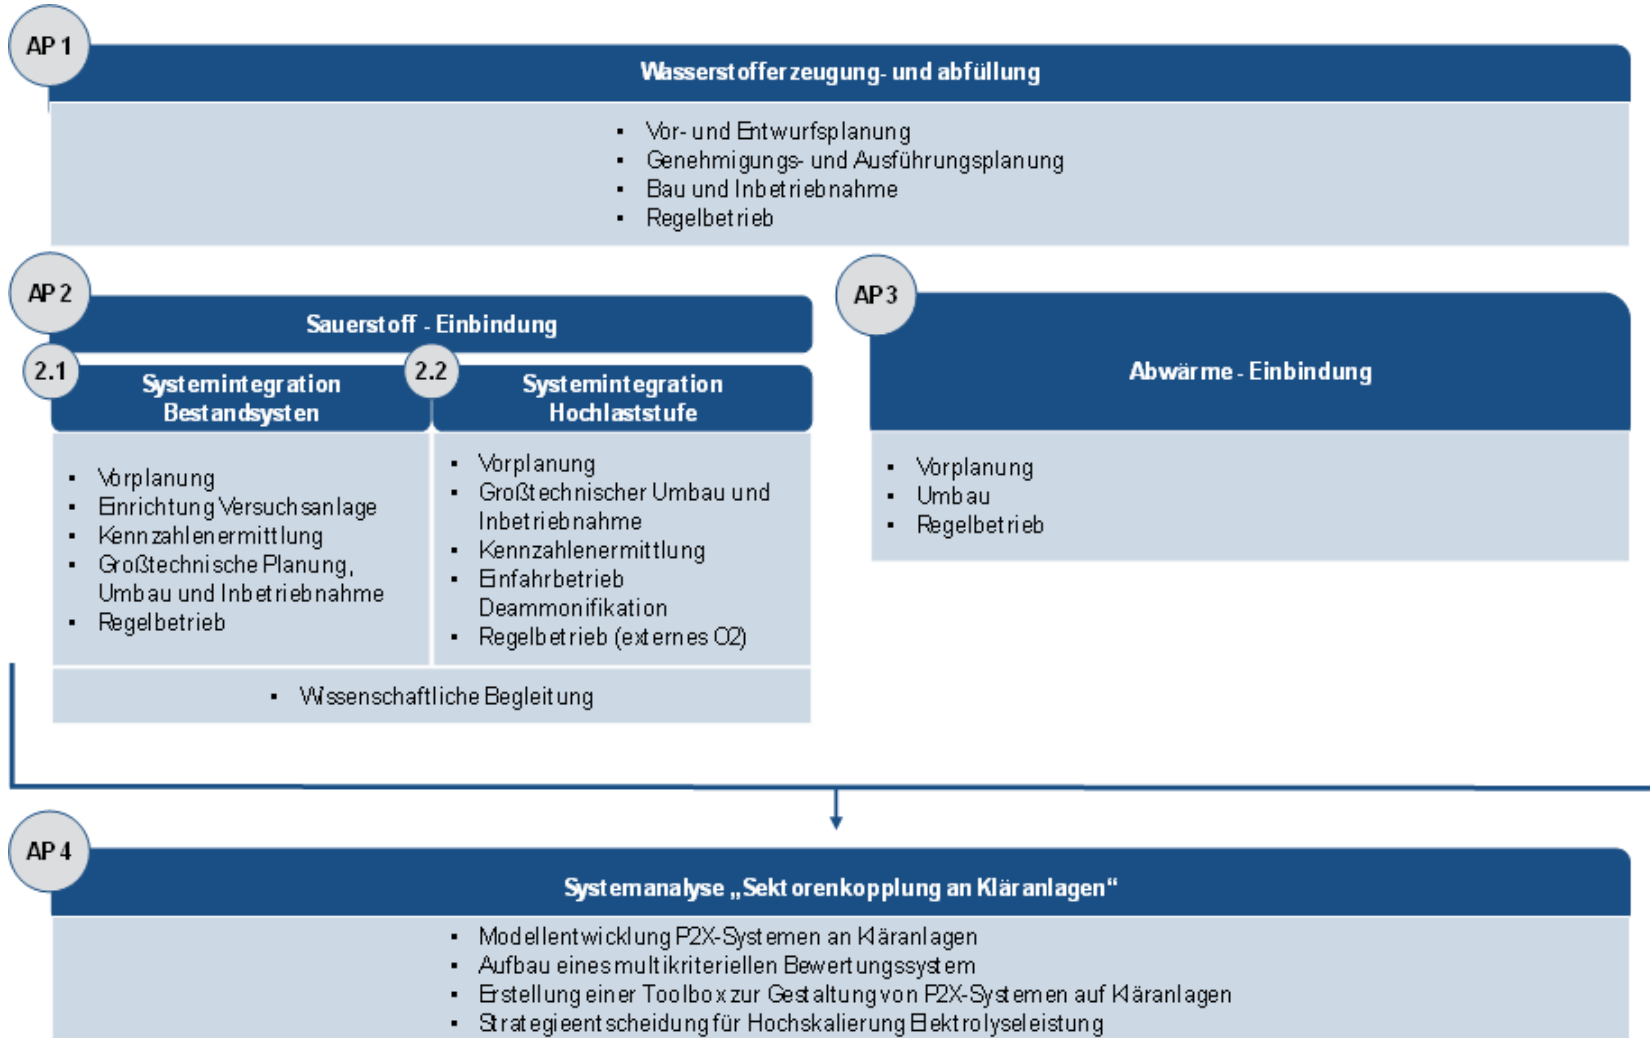 AP 1
Wasserstofferzeugung- und abfüllung
▪ Vor- und Entwurfsplanung
▪ Genehmigungs- und Ausführungsplanung
▪ Bau und Inbetriebnahme
▪ Regelbetrieb
AP 2
Sauerstoff - Einbindung
2.1
Systemintegration
Bestandsysten
▪ Vorplanung
▪ Einrichtung Versuchsanlage
▪ Kennzahlenermittlung
▪ Großtechnische Planung,
Umbau und Inbetriebnahme
▪ Regelbetrieb
2.2
Systemintegration
Hochlaststufe
▪ Vorplanung
▪ Großtechnischer Umbau und
Inbetriebnahme
▪ Kennzahlenermittlung
▪ Einfahrbetrieb
Deammonifikation
▪ Regelbetrieb (externes O2)
▪ Wissenschaftliche Begleitung
AP 3
Abwärme - Einbindung
▪ Vorplanung
▪ Umbau
▪ Regelbetrieb
AP 4
Systemanalyse „Sektorenkopplung an Kläranlagen“
▪ Modellentwicklung P2X-Systemen an Kläranlagen
▪ Aufbau eines multikriteriellen Bewertungssystem
▪ Erstellung einer Toolbox zur Gestaltung von P2X-Systemen auf Kläranlagen
▪ Strategieentscheidung für Hochskalierung Elektrolyseleistung